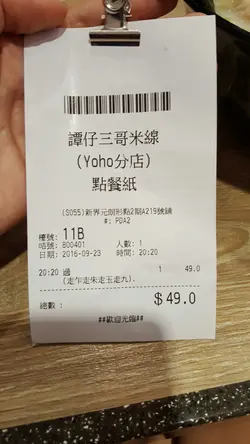 譚仔三哥米線
(Yoho分店)
點餐紙
(S055)新界元朗形點2期A219號舖
#: PDA2
檯號: 11B
咭號: 800401 人數: 1
日期: 2016-09-23 時間: 20:20
20:20 過 1 49.0
(走乍走朱走玉走九).
總數: $49.0
##歡迎光臨##